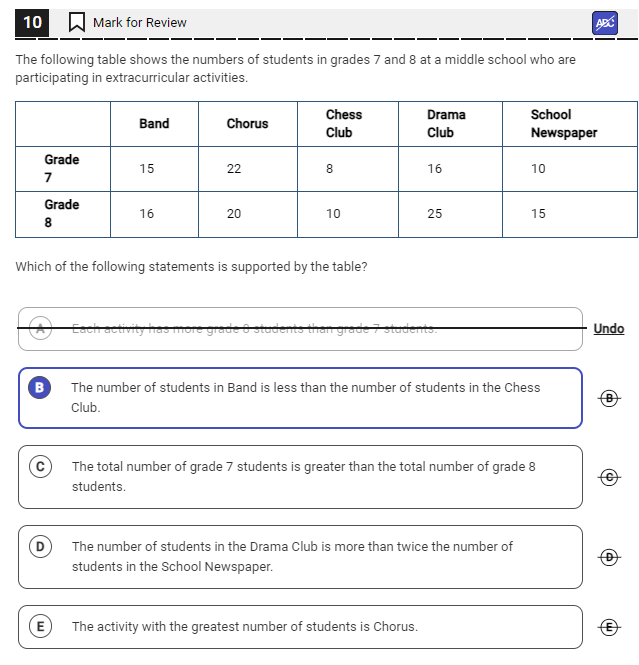 10 Mark for Review ABC
The following table shows the numbers of students in grades 7 and 8 at a middle school who are
participating in extracurricular activities.
Band Chorus Chess Club Drama Club School Newspaper
Grade 7 15 22 8 16 10
Grade 8 16 20 10 25 15
Which of the following statements is supported by the table?
A Each activity has more grade 8 students than grade 7 students. Undo
B The number of students in Band is less than the number of students in the Chess
Club. B
C The total number of grade 7 students is greater than the total number of grade 8
students. C
D The number of students in the Drama Club is more than twice the number of
students in the School Newspaper. D
E The activity with the greatest number of students is Chorus. E